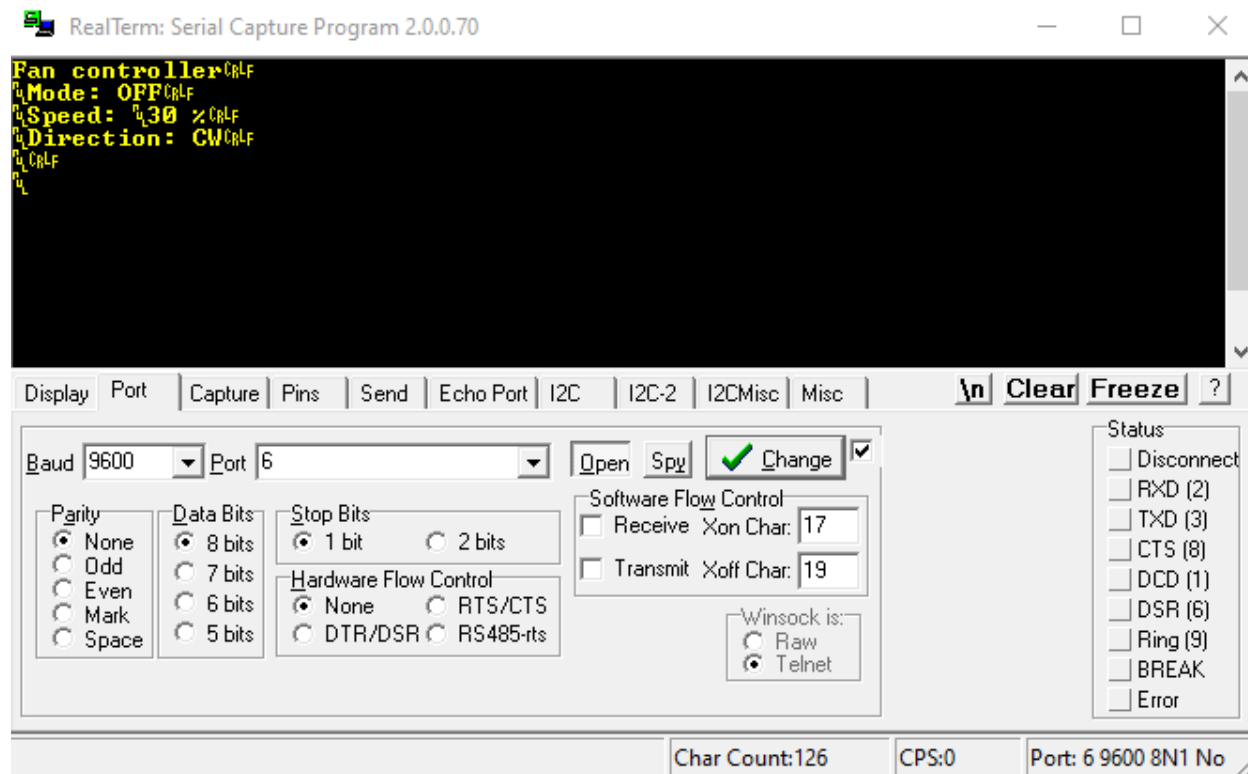 RealTerm: Serial Capture Program 2.0.0.70
Fan controller␍␊
␀Mode: OFF␍␊
␀Speed: ␀30 %␍␊
␀Direction: CW␍␊
␀␍␊
␀
Display Port Capture Pins Send Echo Port I2C I2C-2 I2CMisc Misc \n Clear Freeze ?
Baud 9600 Port 6 Open Spy Change
Parity
None
Odd
Even
Mark
Space
Data Bits
8 bits
7 bits
6 bits
5 bits
Stop Bits
1 bit 2 bits
Hardware Flow Control
None RTS/CTS
DTR/DSR RS485-rts
Software Flow Control
Receive Xon Char: 17
Transmit Xoff Char: 19
Winsock is:
Raw
Telnet
Status
Disconnect
RXD (2)
TXD (3)
CTS (8)
DCD (1)
DSR (6)
Ring (9)
BREAK
Error
Char Count:126 CPS:0 Port: 6 9600 8N1 No